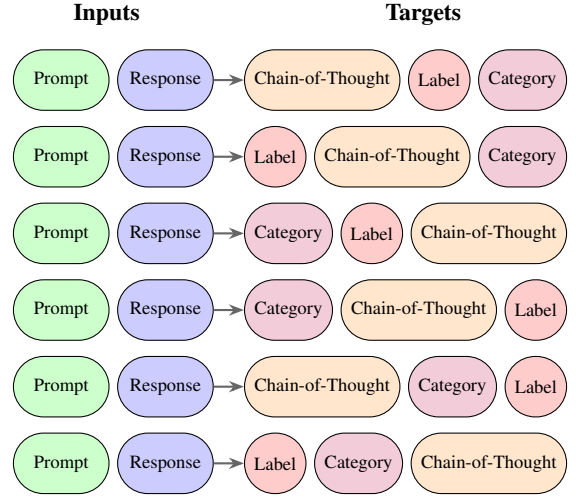 Inputs Targets
Prompt Response Chain-of-Thought Label Category
Prompt Response Label Chain-of-Thought Category
Prompt Response Category Label Chain-of-Thought
Prompt Response Category Chain-of-Thought Label
Prompt Response Chain-of-Thought Category Label
Prompt Response Label Category Chain-of-Thought